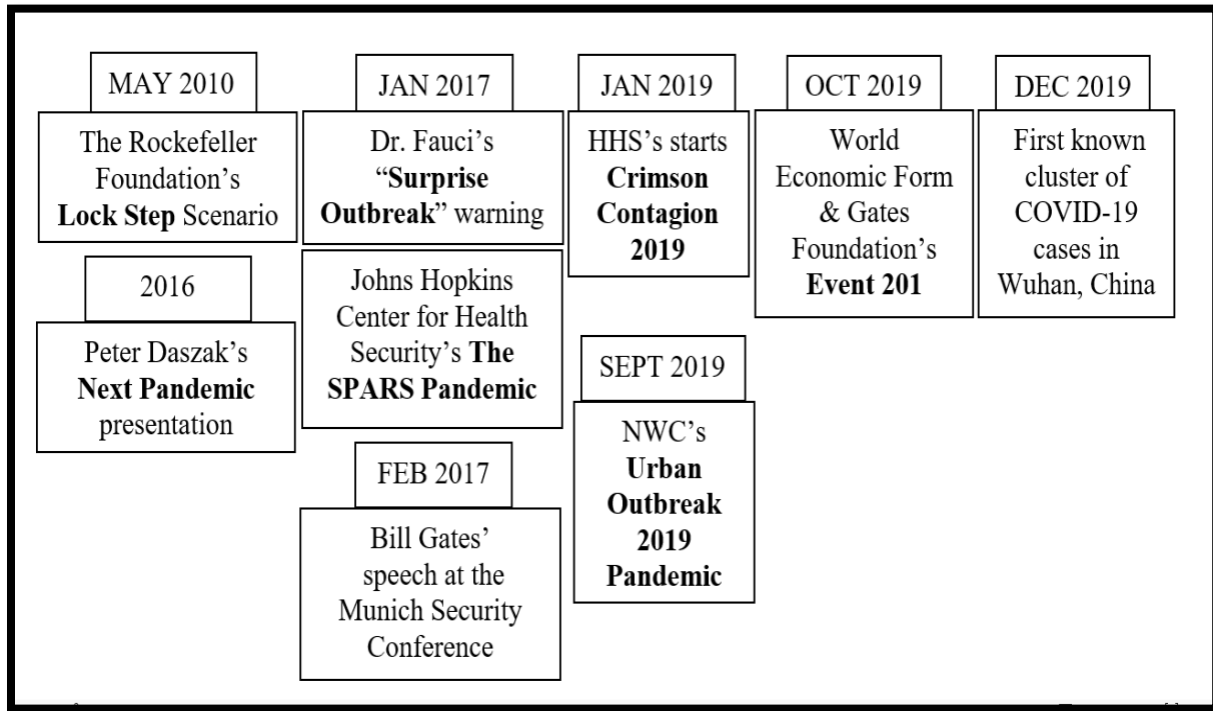 MAY 2010
The Rockefeller
Foundation’s
Lock Step Scenario
2016
Peter Daszak’s
Next Pandemic
presentation
JAN 2017
Dr. Fauci’s
“Surprise
Outbreak” warning
Johns Hopkins
Center for Health
Security’s The
SPARS Pandemic
FEB 2017
Bill Gates’
speech at the
Munich Security
Conference
JAN 2019
HHS’s starts
Crimson
Contagion
2019
SEPT 2019
NWC’s
Urban
Outbreak
2019
Pandemic
OCT 2019
World
Economic Form
& Gates
Foundation’s
Event 201
DEC 2019
First known
cluster of
COVID-19
cases in
Wuhan, China